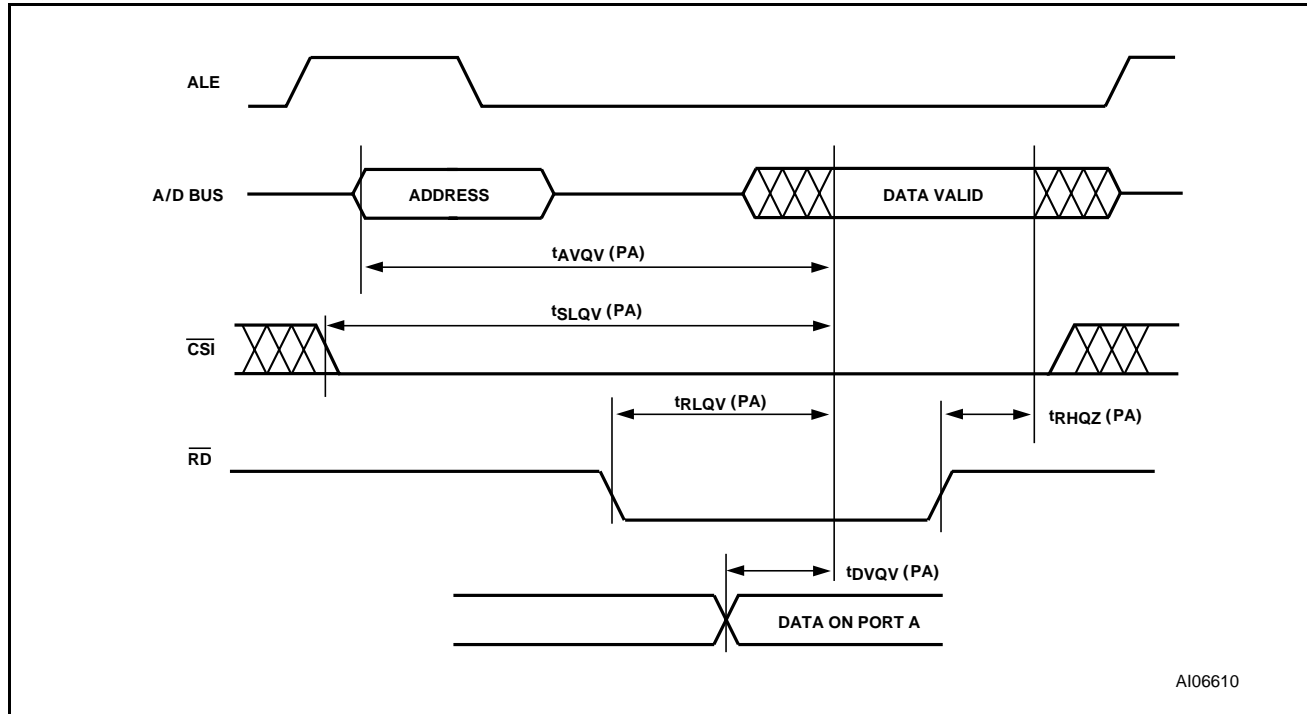 ALE
A/D BUS
ADDRESS
DATA VALID
tAVQV (PA)
tSLQV (PA)
CSI
tRLQV (PA)
tRHQZ (PA)
RD
tDVQV (PA)
DATA ON PORT A
AI06610